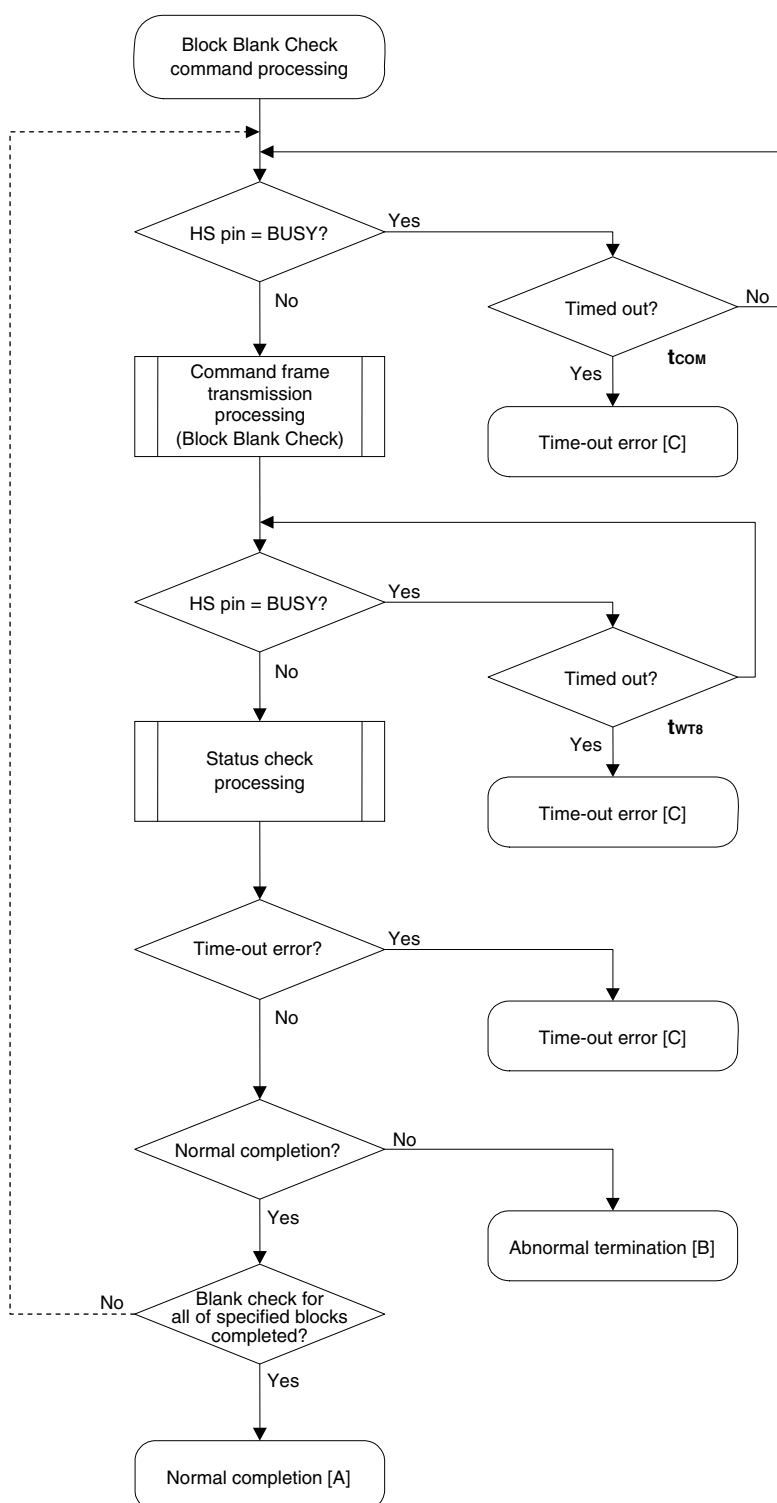 Block Blank Check
command processing
HS pin = BUSY?
Yes
No
Timed out?
No
tCOM
Yes
Command frame
transmission
processing
(Block Blank Check)
Time-out error [C]
HS pin = BUSY?
Yes
No
Timed out?
tWT8
Yes
Status check
processing
Time-out error [C]
Time-out error?
Yes
No
Time-out error [C]
Normal completion?
No
Yes
Abnormal termination [B]
No
Blank check for
all of specified blocks
completed?
Yes
Normal completion [A]